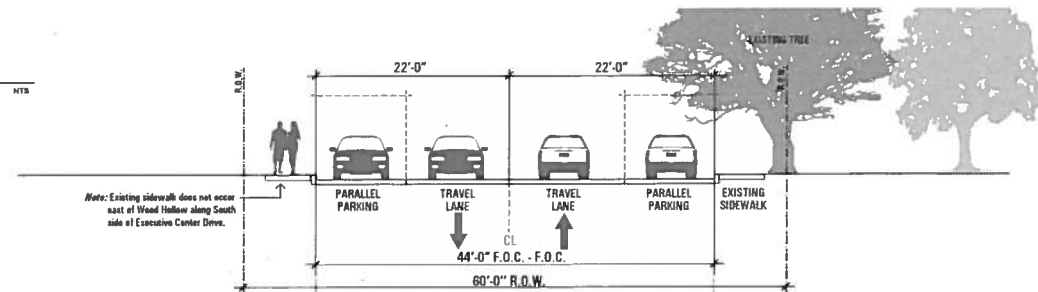 EXISTING TREE
22'-0"
22'-0"
NTS
R.O.W.
R.O.W.
Note: Existing sidewalk does not occur
east of Wood Hollow along South
side of Executive Center Drive.
PARALLEL
PARKING
TRAVEL
LANE
TRAVEL
LANE
PARALLEL
PARKING
EXISTING
SIDEWALK
CL
44'-0" F.O.C. - F.O.C.
60'-0" R.O.W.